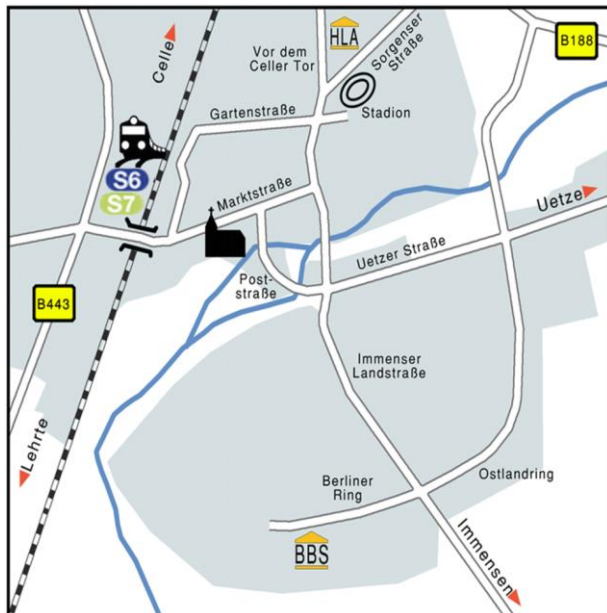 HLA
Vor dem
Celler Tor
Sorgenser
Straße
B188
Celle
Gartenstraße
Stadion
S6
S7
Marktstraße
Uetze
Uetzer Straße
Post-
straße
B443
Immenser
Landstraße
Lehrte
Berliner
Ring
Ostlandring
BBS
Immensen